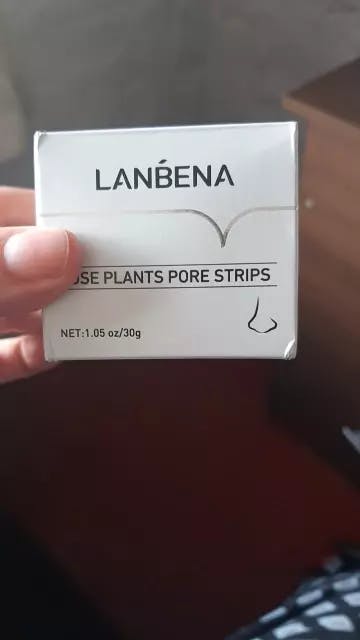 LANBENA
OSE PLANTS PORE STRIPS
NET:1.05 oz/30g